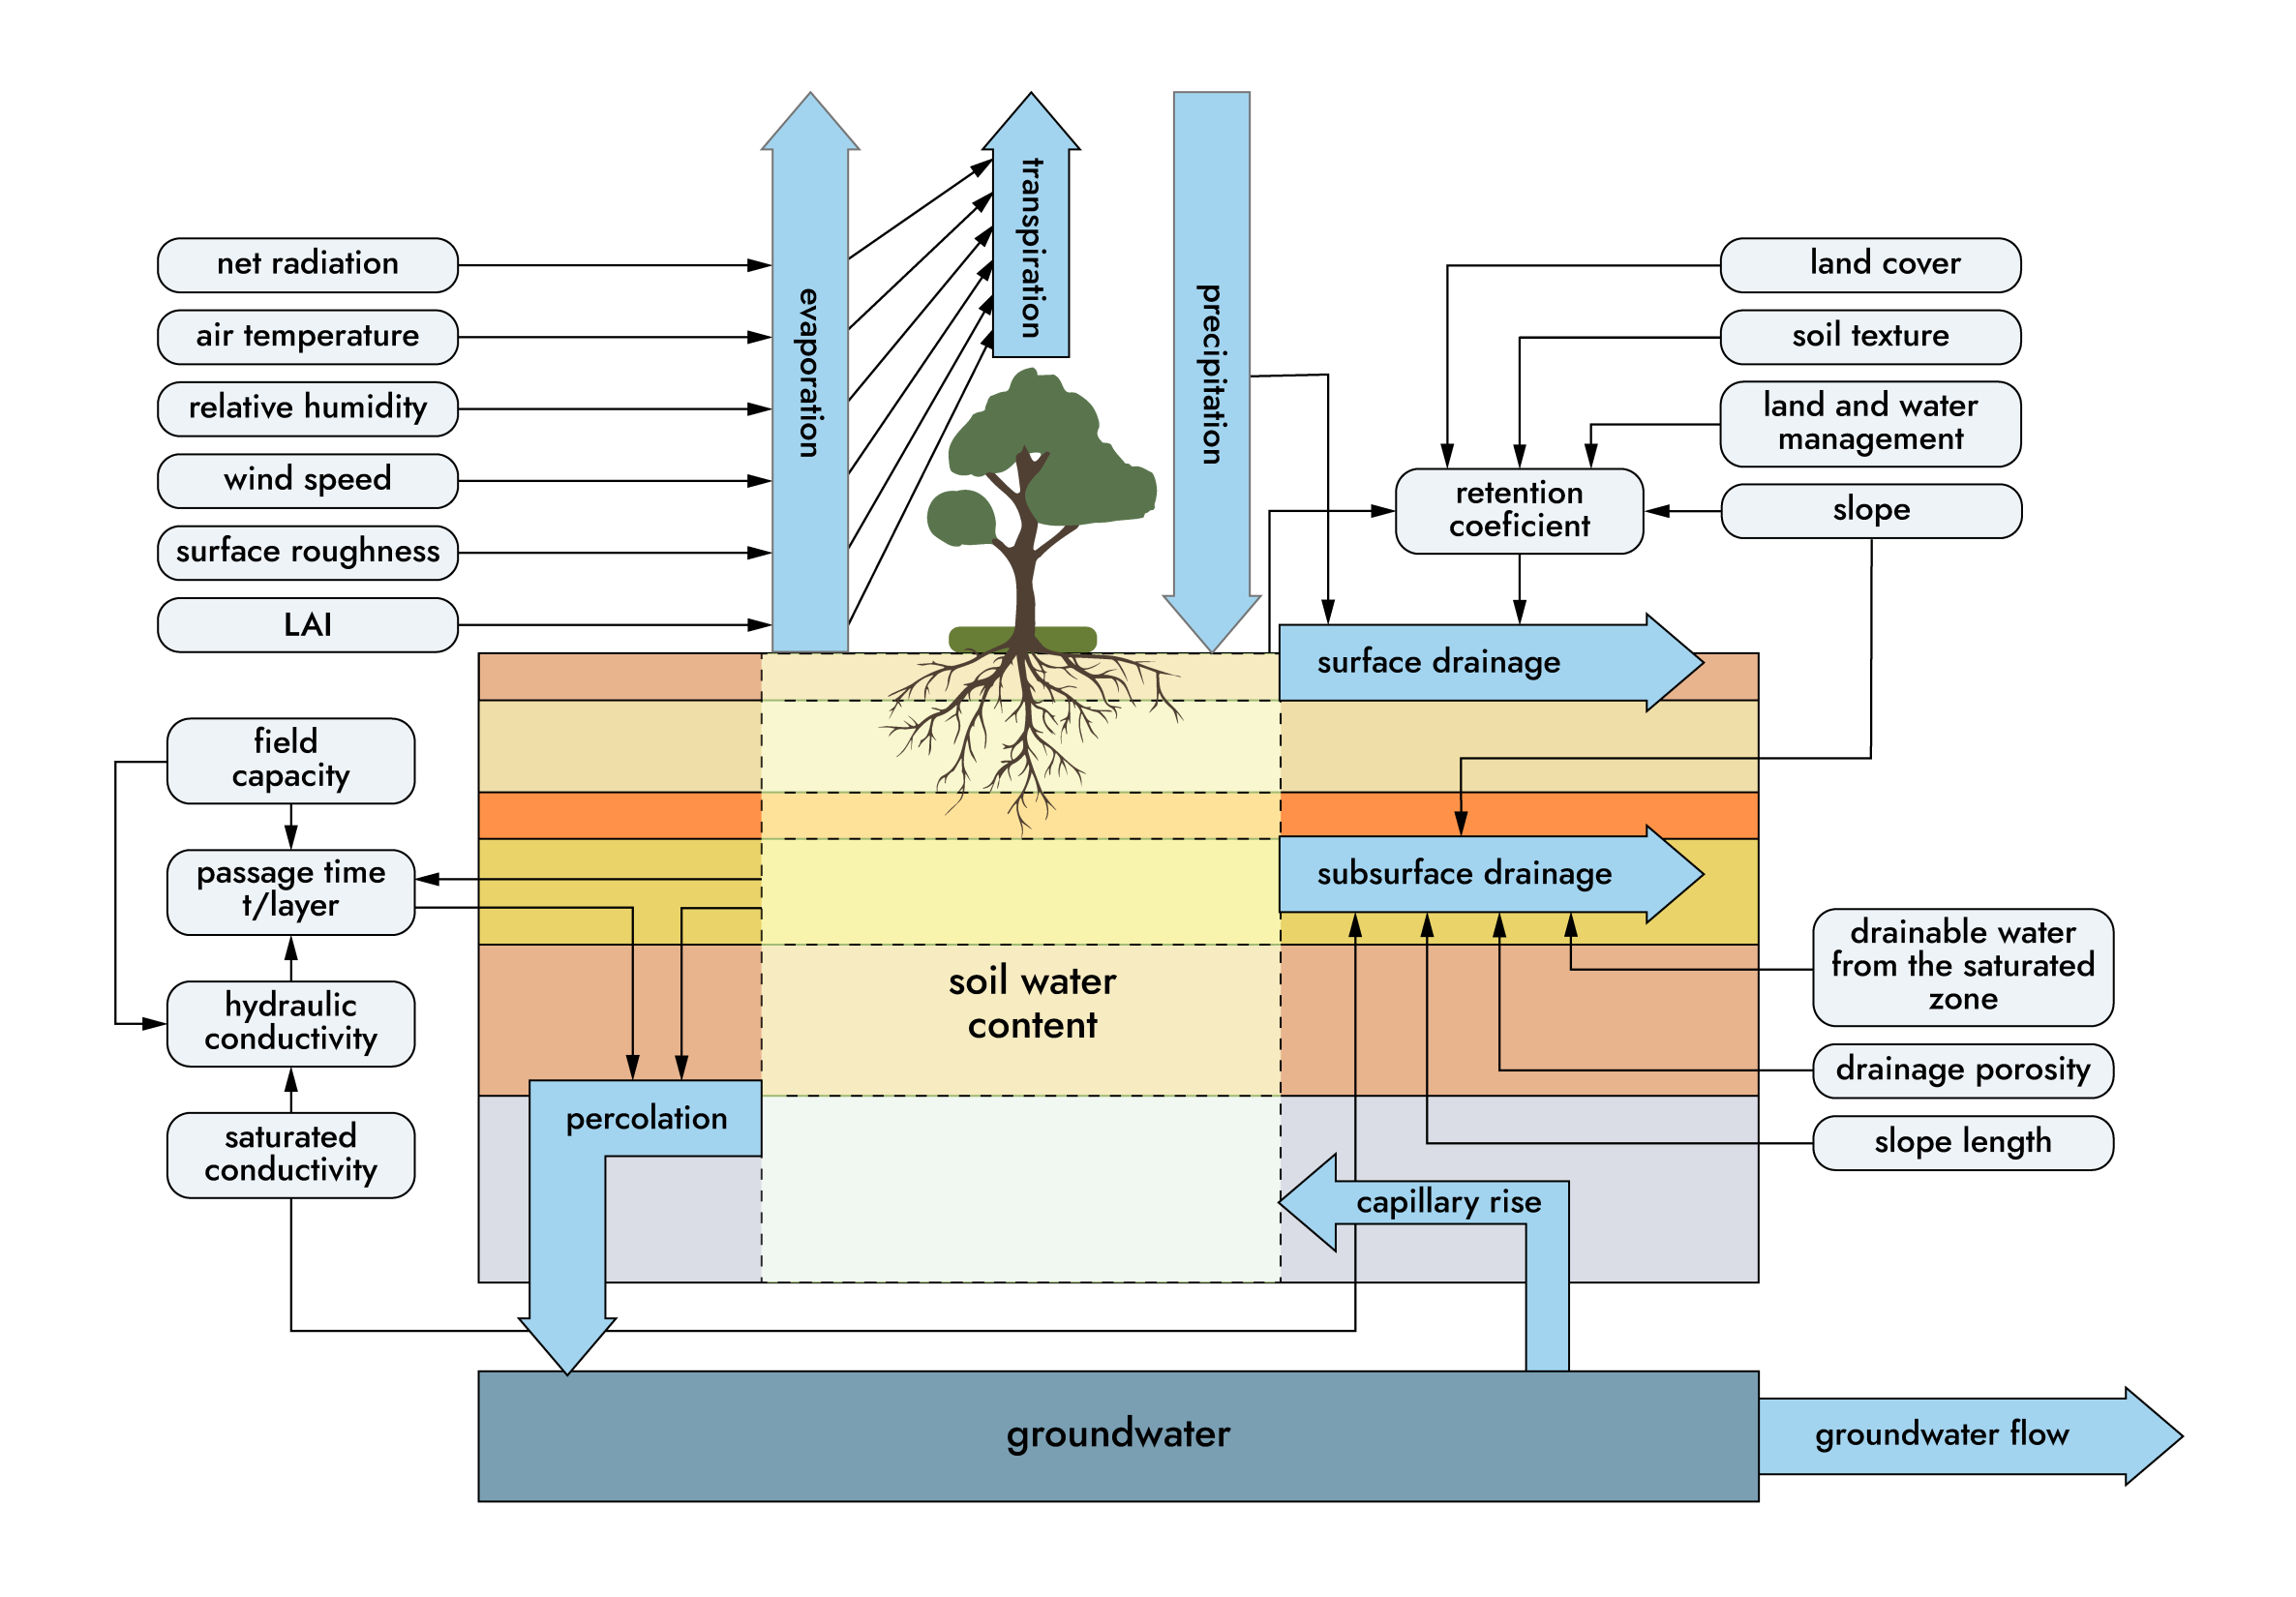 net radiation
air temperature
relative humidity
wind speed
surface roughness
LAI
evaporation
transpiration
precipitation
land cover
soil texture
land and water
management
slope
retention
coeficient
surface drainage
field
capacity
passage time
t/layer
hydraulic
conductivity
saturated
conductivity
subsurface drainage
soil water
content
drainable water
from the saturated
zone
drainage porosity
slope length
percolation
capillary rise
groundwater
groundwater flow